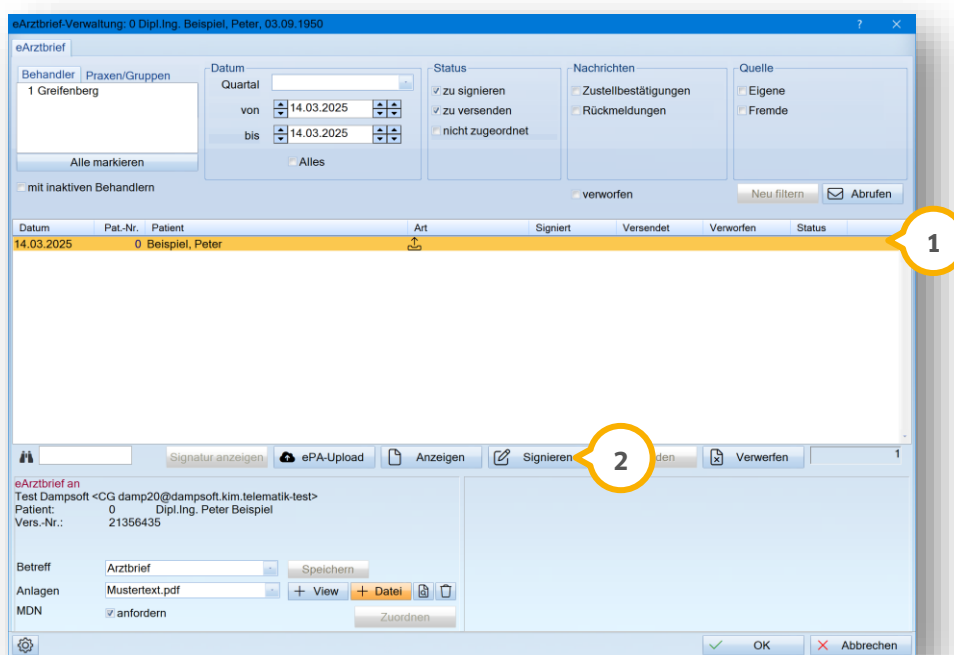 eArztbrief-Verwaltung: 0 Dipl.Ing. Beispiel, Peter, 03.09.1950
eArztbrief
Behandler Praxen/Gruppen
1 Greifenberg
Alle markieren
mit inaktiven Behandlern
Datum
Quartal
von 14.03.2025
bis 14.03.2025
Alles
Status
zu signieren
zu versenden
nicht zugeordnet
Nachrichten
Zustellbestätigungen
Rückmeldungen
verworfen
Quelle
Eigene
Fremde
Neu filtern Abrufen
Datum Pat.-Nr. Patient Art Signiert Versendet Verworfen Status
14.03.2025 0 Beispiel, Peter
1
Signatur anzeigen ePA-Upload Anzeigen Signieren 2 Verwerfen 1
eArztbrief an
Test Dampsoft <CG damp20@dampsoft.kim.telematik-test>
Patient: 0 Dipl.Ing. Peter Beispiel
Vers.-Nr.: 21356435
Betreff Arztbrief Speichern
Anlagen Mustertext.pdf + View + Datei
MDN anfordern Zuordnen
OK Abbrechen